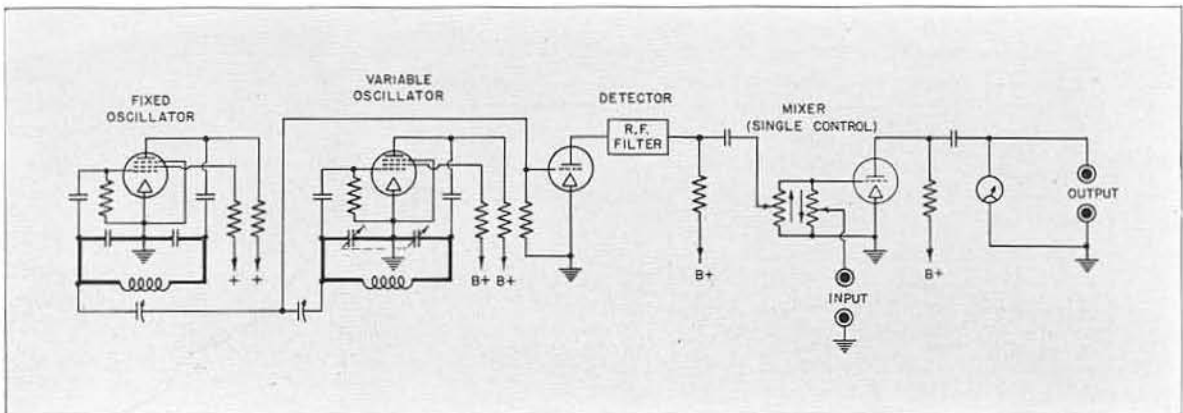 FIXED
OSCILLATOR
VARIABLE
OSCILLATOR
DETECTOR
R.F.
FILTER
MIXER
(SINGLE CONTROL)
+ +
B+ B+
B+
INPUT
B+
OUTPUT